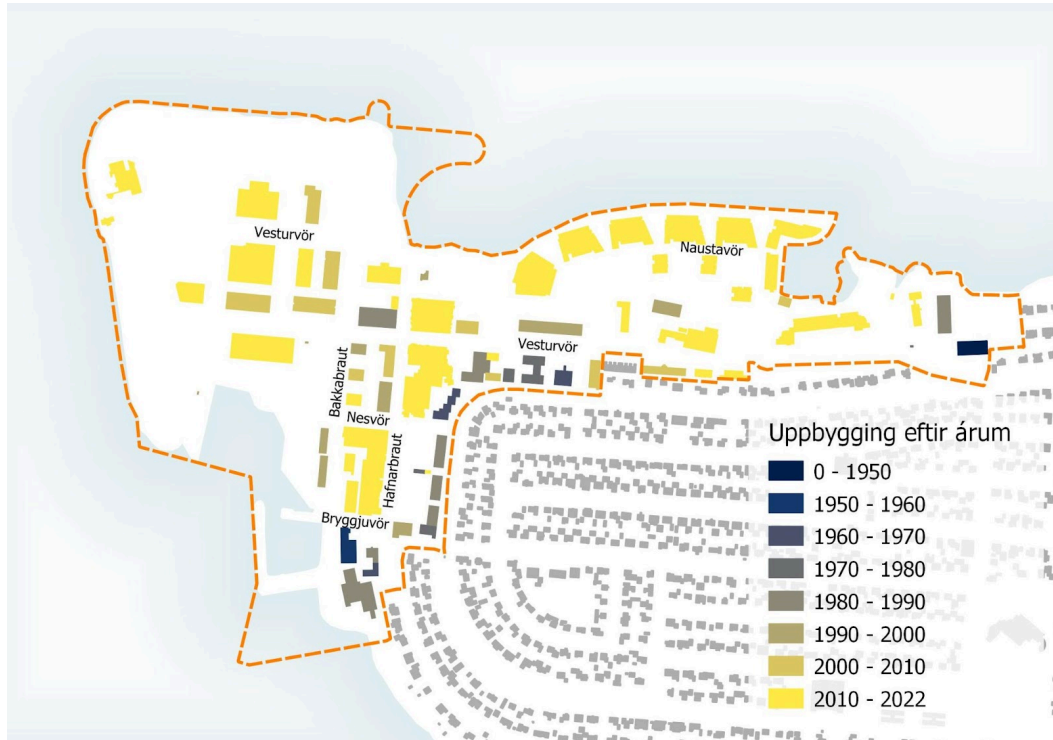 Vesturvör
Naustavör
Vesturvör
Bakkabraut
Nesvör
Hafnarbraut
Bryggjuvör
Uppbygging eftir árum
0 - 1950
1950 - 1960
1960 - 1970
1970 - 1980
1980 - 1990
1990 - 2000
2000 - 2010
2010 - 2022